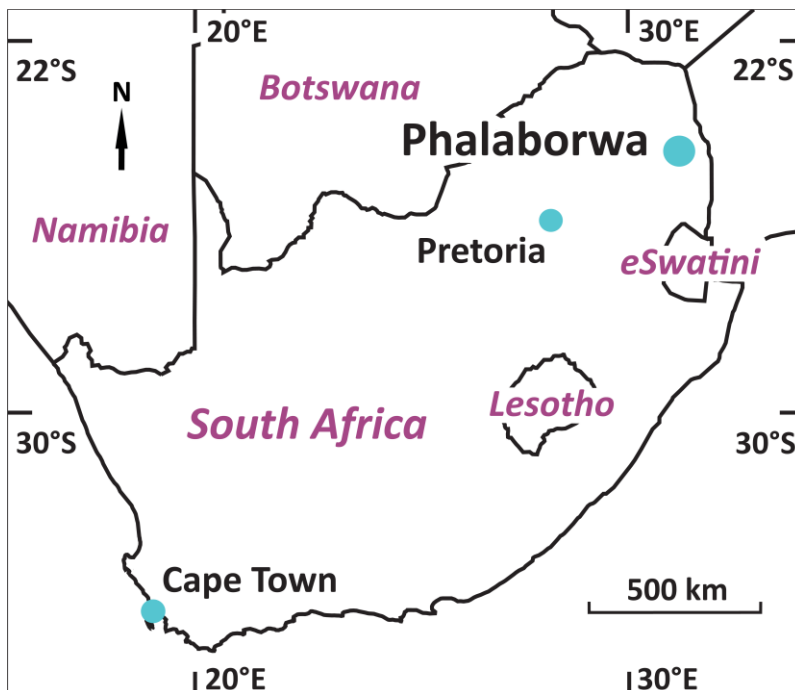 20°E
30°E
22°S
22°S
N
Botswana
Phalaborwa
Namibia
Pretoria
eSwatini
South Africa
Lesotho
30°S
30°S
Cape Town
500 km
20°E
30°E